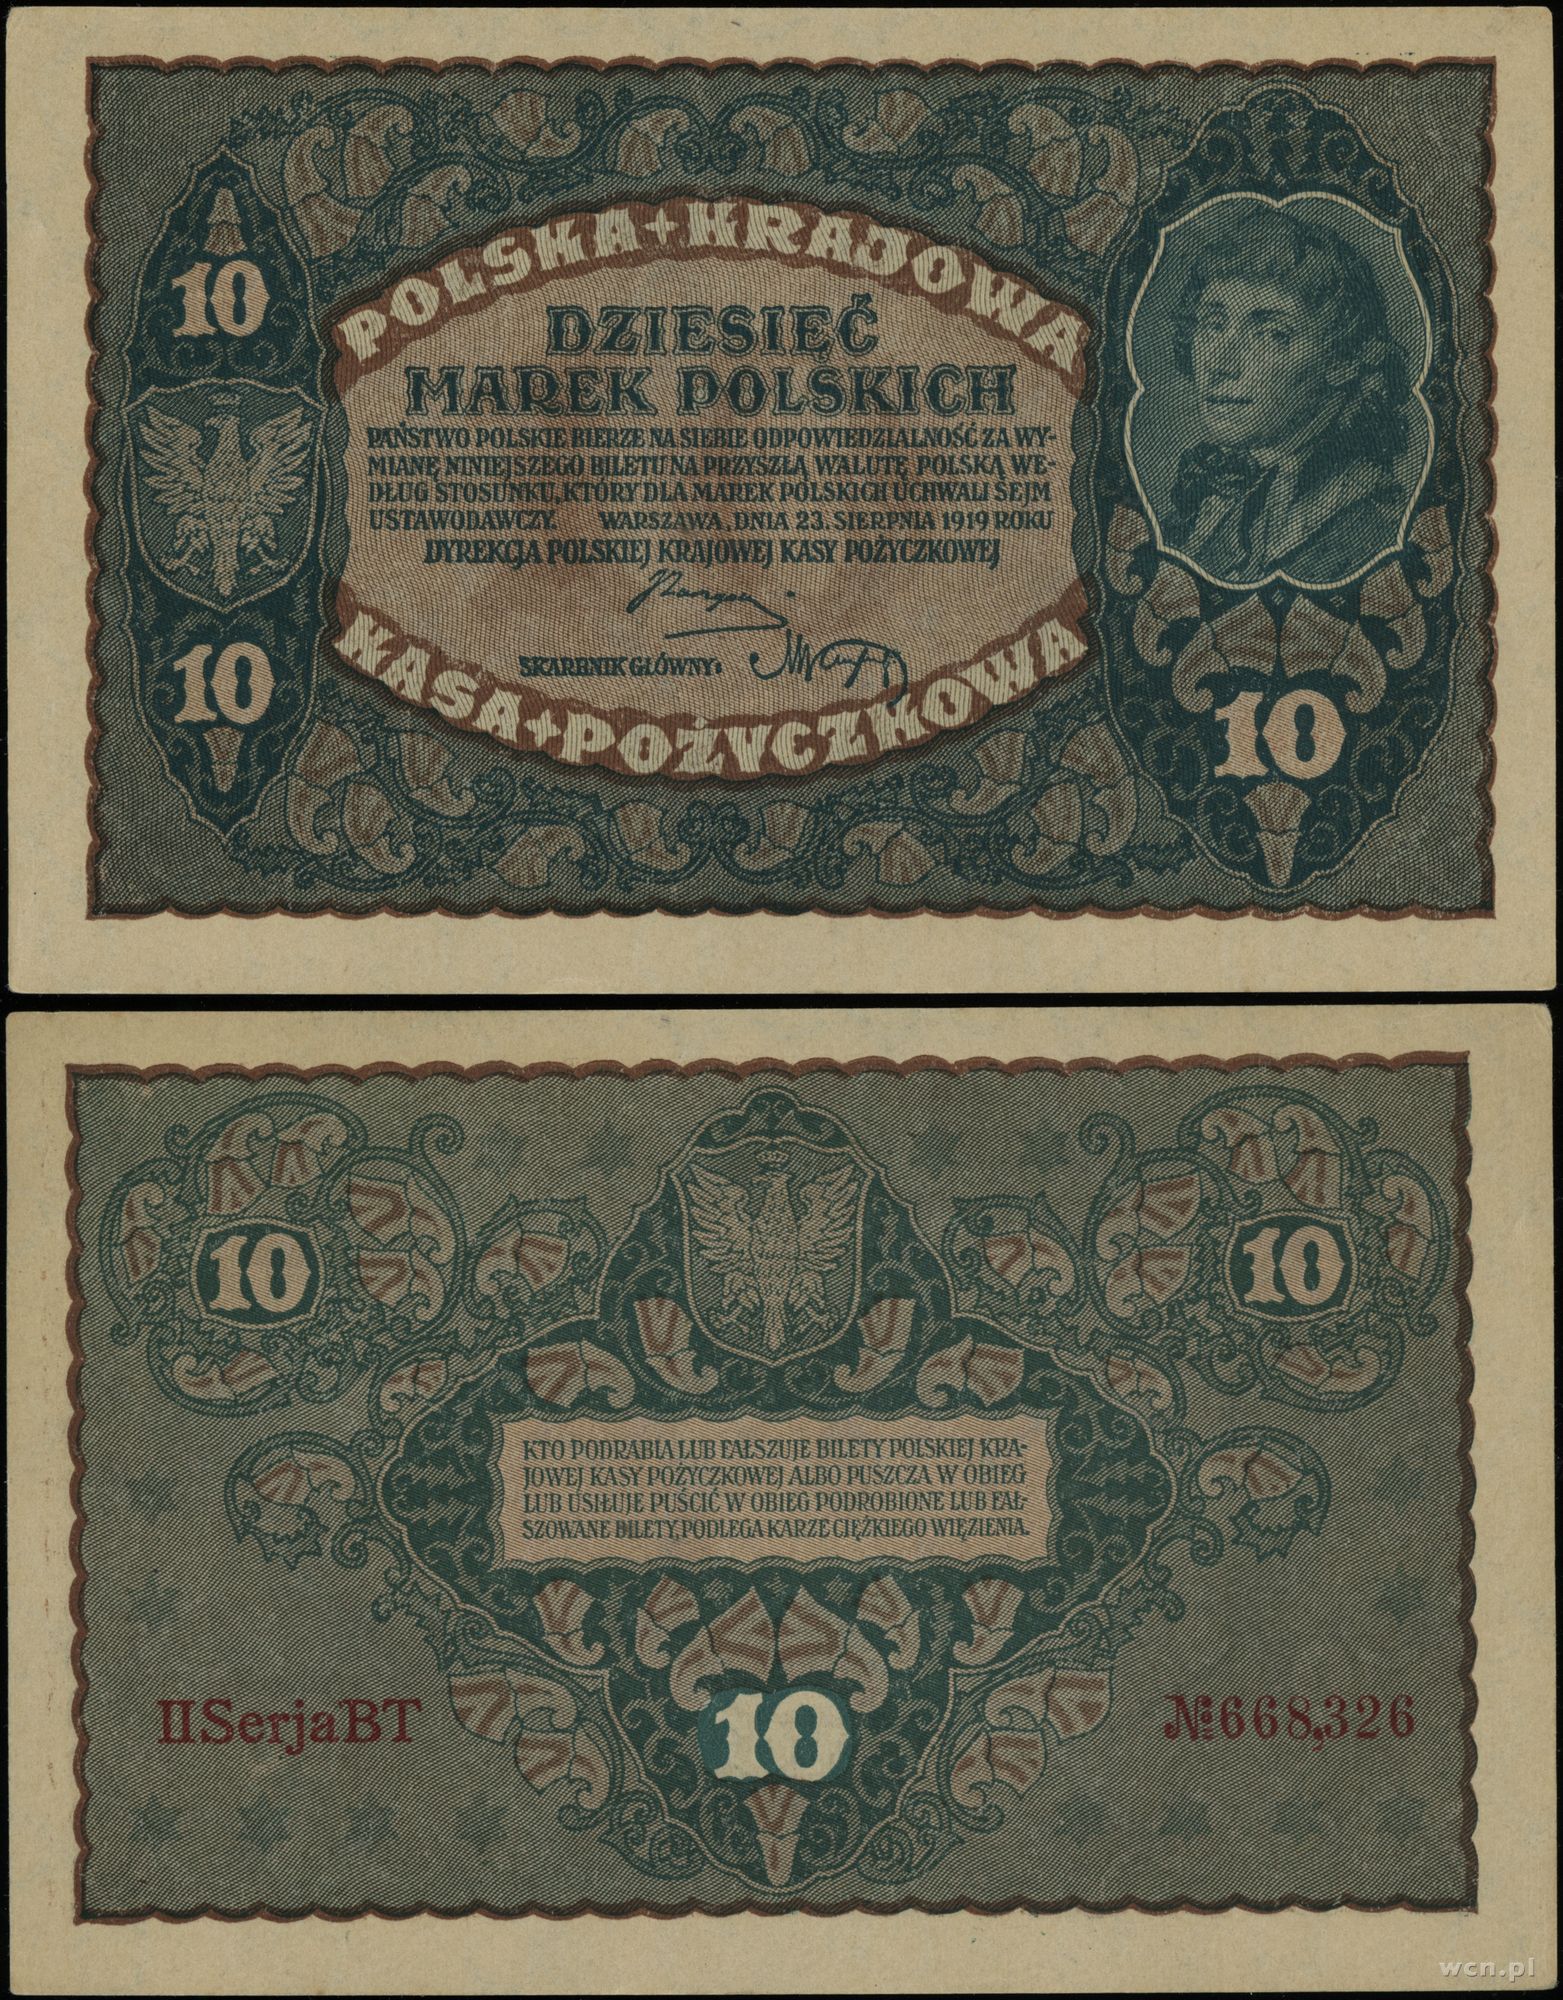 POLSKA + KRAJOWA
10
DZIESIĘĆ
MAREK POLSKICH
PAŃSTWO POLSKIE BIERZE NA SIEBIE ODPOWIEDZIALNOŚĆ ZA WY-
MIANĘ NINIEJSZEGO BILETU NA PRZYSZŁĄ WALUTĘ POLSKĄ WE-
DŁUG STOSUNKU, KTÓRY DLA MAREK POLSKICH UCHWALI SEJM
USTAWODAWCZY. WARSZAWA, DNIA 23. SIERPNIA 1919 ROKU
DYREKCJA POLSKIEJ KRAJOWEJ KASY POŻYCZKOWEJ
SKARBNIK GŁÓWNY:
10
10
KASA + POŻYCZKOWA
10
10
KTO PODRABIA LUB FAŁSZUJE BILETY POLSKIEJ KRA-
JOWEJ KASY POŻYCZKOWEJ ALBO PUSZCZA W OBIEG
LUB USIŁUJE PUŚCIĆ W OBIEG PODROBIONE LUB FAŁ-
SZOWANE BILETY, PODLEGA KARZE CIĘŻKIEGO WIĘZIENIA.
II Serja BT
№ 668,326
10
wcn.pl